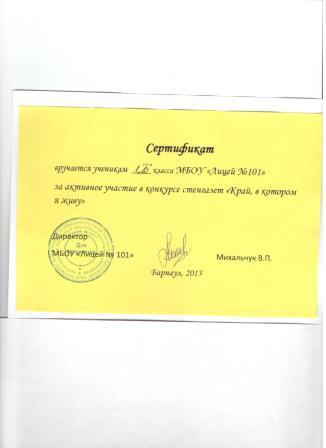 Сертификат
вручается ученикам 1„Б" класса МБОУ «Лицей №101»
за активное участие в конкурсе стенгазет «Край, в котором
я живу»
Директор
Для
МБОУ «Лицей № 101» Михальчук В.П.
Барнаул, 2013